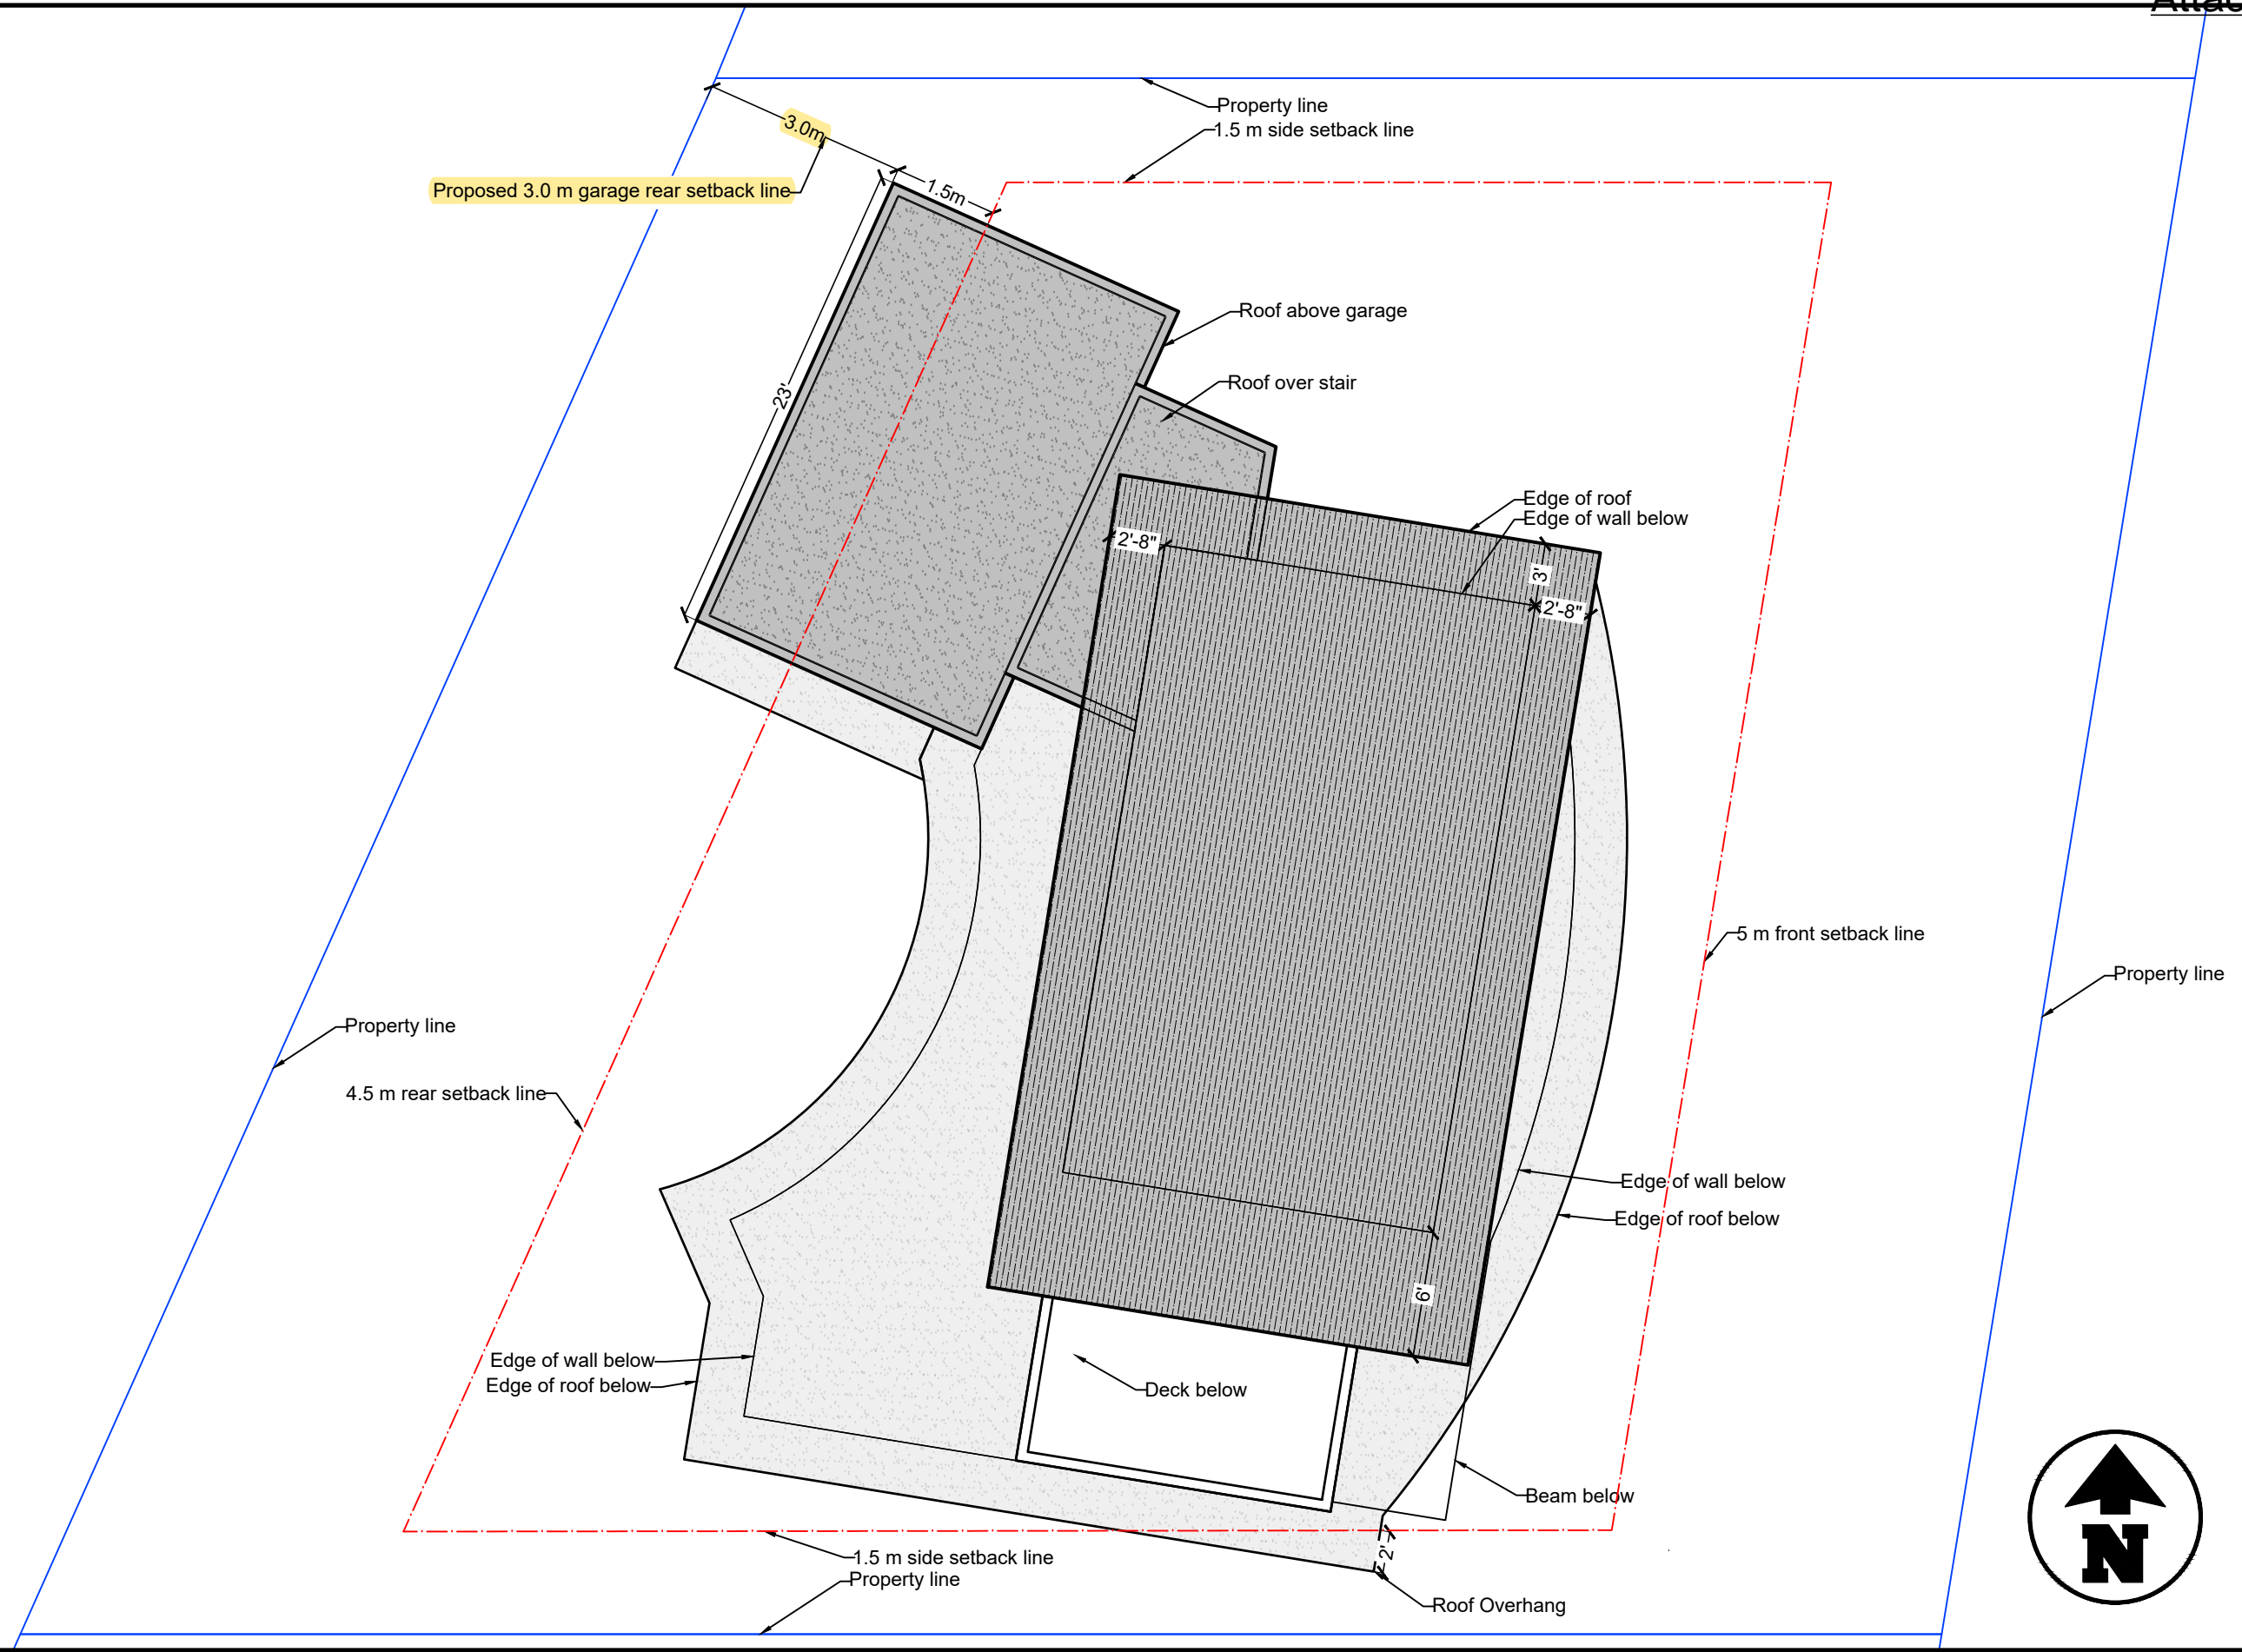 Property line
1.5 m side setback line
3.0m
Proposed 3.0 m garage rear setback line
1.5m
Roof above garage
Roof over stair
23'
Edge of roof
Edge of wall below
2'-8"
3'
2'-8"
5 m front setback line
Property line
Property line
4.5 m rear setback line
Edge of wall below
Edge of roof below
6'
Edge of wall below
Edge of roof below
Deck below
Beam below
2'
1.5 m side setback line
Property line
Roof Overhang
N